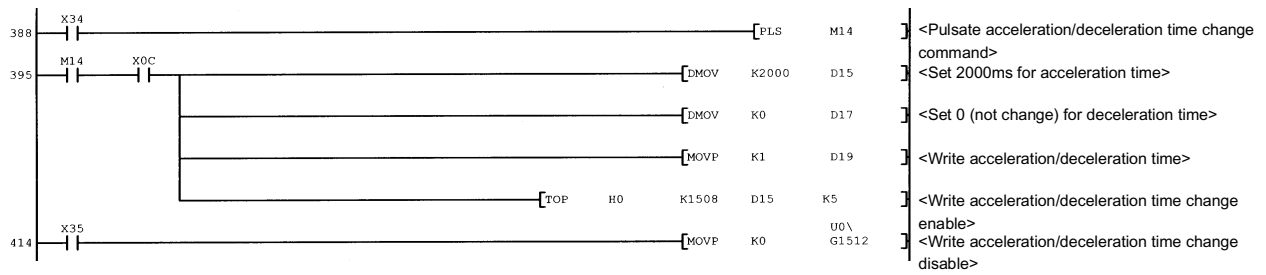 X34
388 [PLS M14 ] <Pulsate acceleration/deceleration time change
command>
M14 X0C
395 [DMOV K2000 D15 ] <Set 2000ms for acceleration time>
[DMOV K0 D17 ] <Set 0 (not change) for deceleration time>
[MOVP K1 D19 ] <Write acceleration/deceleration time>
[TOP H0 K1508 D15 K5 ] <Write acceleration/deceleration time change
enable>
X35 U0\
414 [MOVP K0 G1512 ] <Write acceleration/deceleration time change
disable>